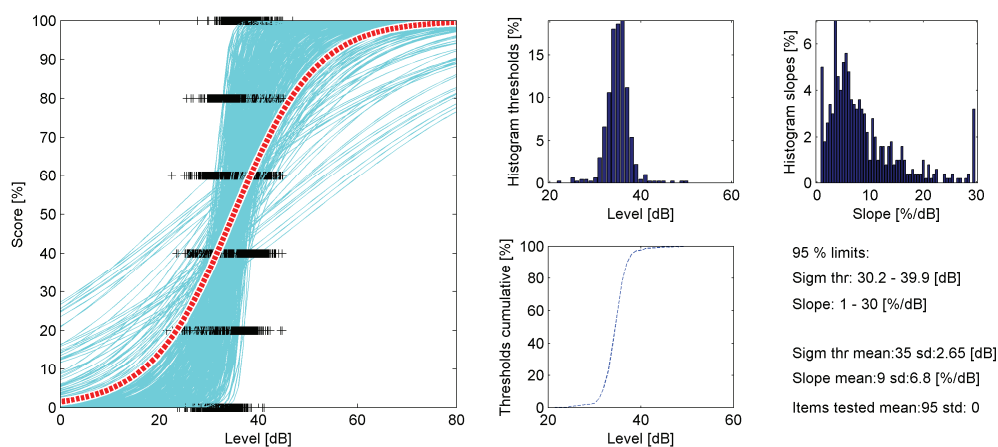 100
90
80
70
60
50
40
30
20
10
0
Score [%]
0 20 40 60 80
Level [dB]
15
10
5
0
Histogram thresholds [%]
20 40 60
Level [dB]
6
4
2
0
Histogram slopes [%]
0 10 20 30
Slope [%/dB]
100
80
60
40
20
0
Thresholds cumulative [%]
20 40 60
Level [dB]
95 % limits:
Sigm thr: 30.2 - 39.9 [dB]
Slope: 1 - 30 [%/dB]
Sigm thr mean:35 sd:2.65 [dB]
Slope mean:9 sd:6.8 [%/dB]
Items tested mean:95 std: 0